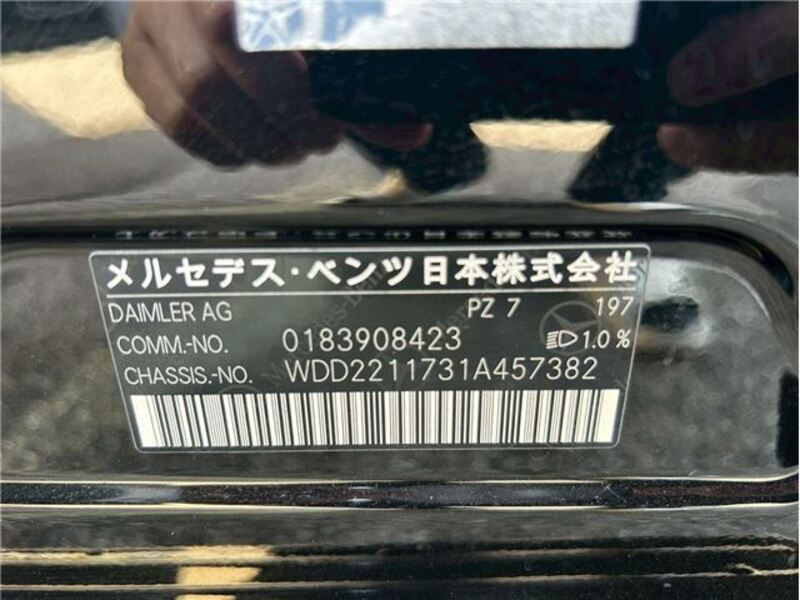 メルセデス・ベンツ日本株式会社
DAIMLER AG PZ 7 197
COMM.-NO. 0183908423 1.0 %
CHASSIS.-NO. WDD2211731A457382